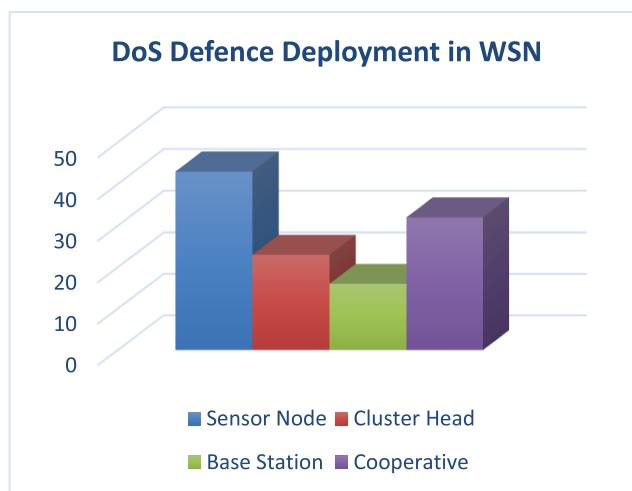 DoS Defence Deployment in WSN
50
40
30
20
10
0
Sensor Node Cluster Head
Base Station Cooperative